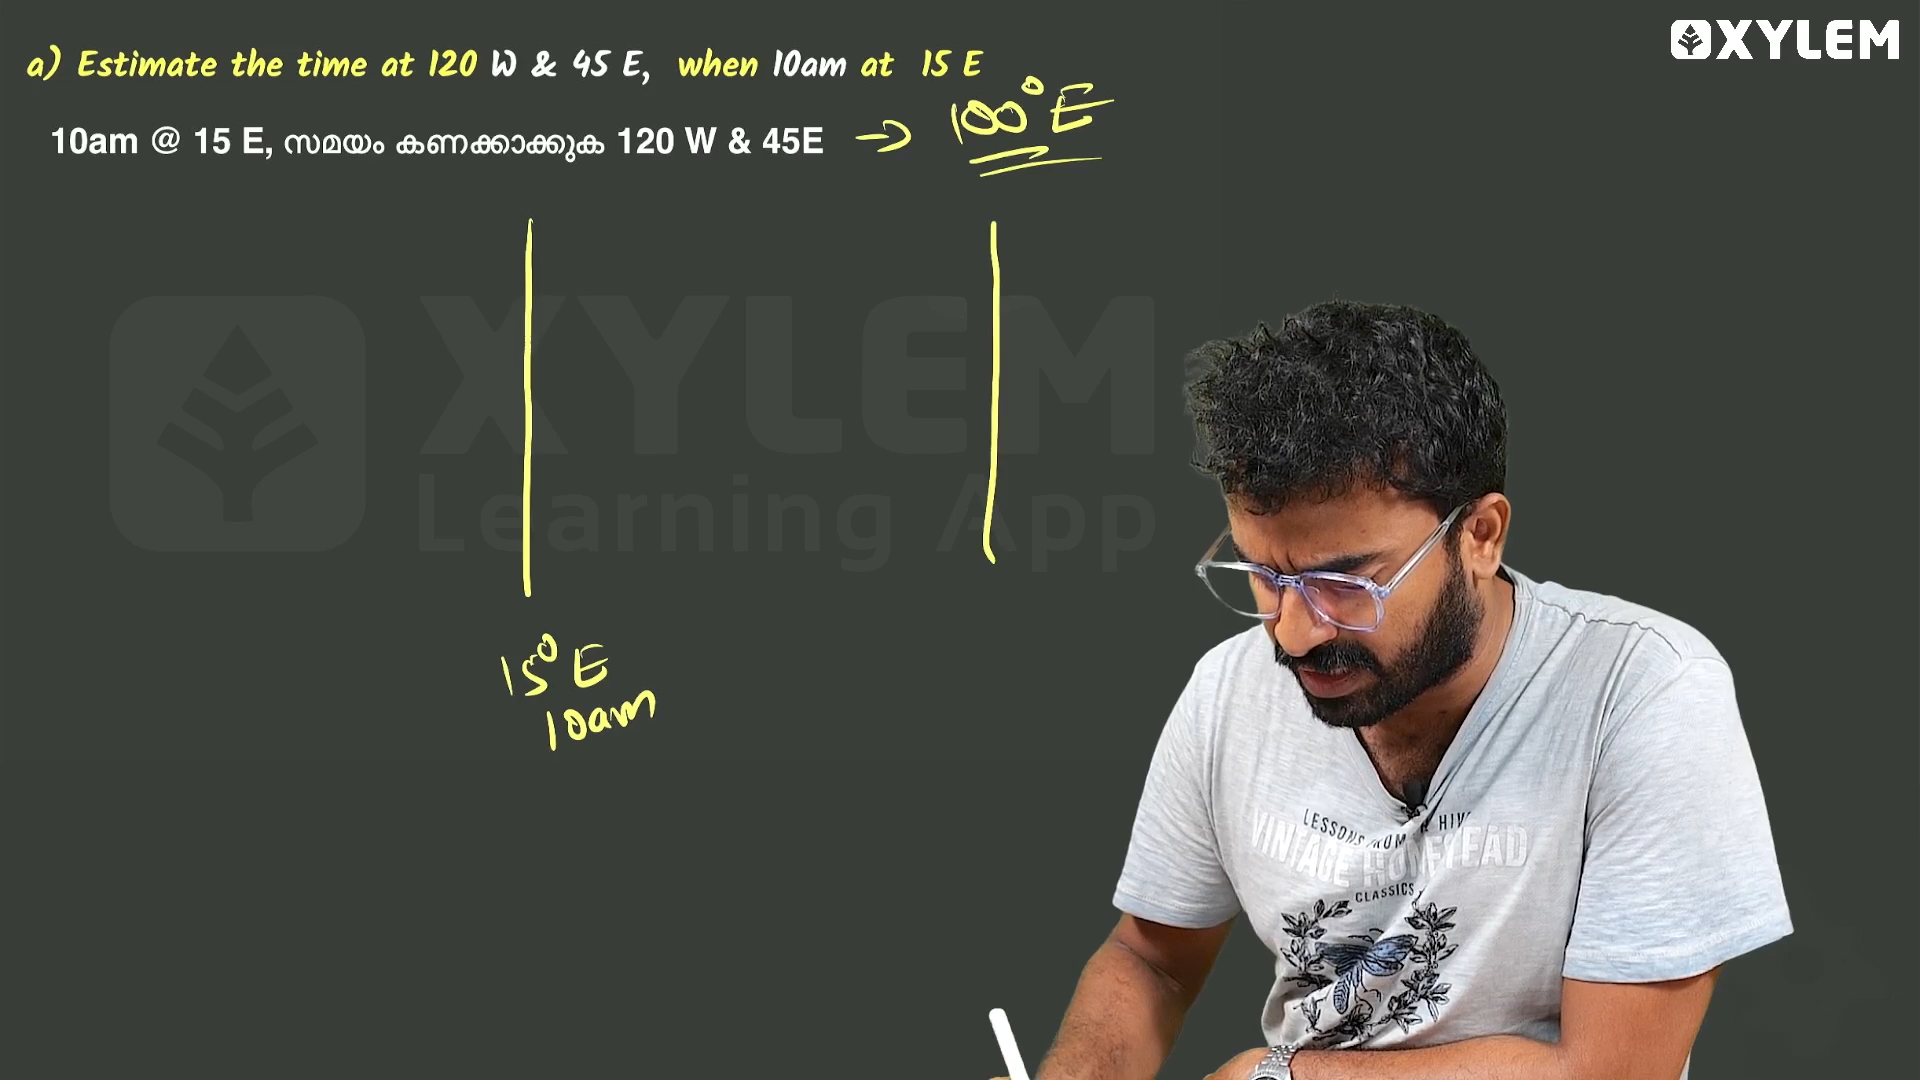 XYLEM
a) Estimate the time at 120 W & 45 E, when 10am at 15 E
10am @ 15 E, സമയം കണക്കാക്കുക 120 W & 45E → 100° E
XYLEM
Learning App
15° E
10am
LESSONS FROM HIV
VINTAGE HOMESTEAD
CLASSICS